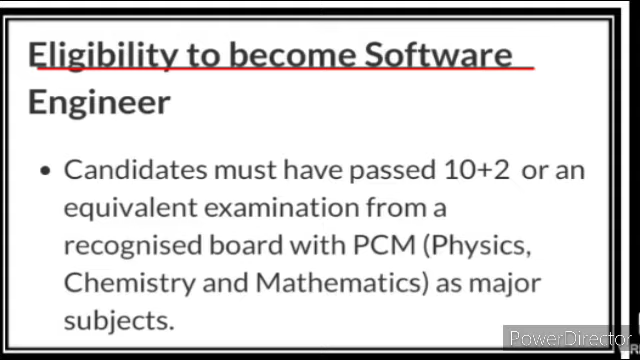 Eligibility to become Software
Engineer
• Candidates must have passed 10+2 or an
equivalent examination from a
recognised board with PCM (Physics,
Chemistry and Mathematics) as major
subjects.
PowerDirector